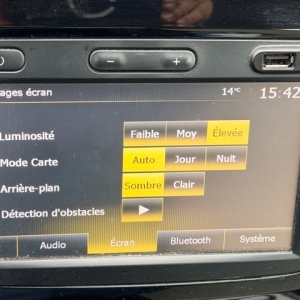 ages écran 14°C 15:42
Luminosité Faible Moy Élevée
Mode Carte Auto Jour Nuit
Arrière-plan Sombre Clair
Détection d'obstacles
Audio Écran Bluetooth Système